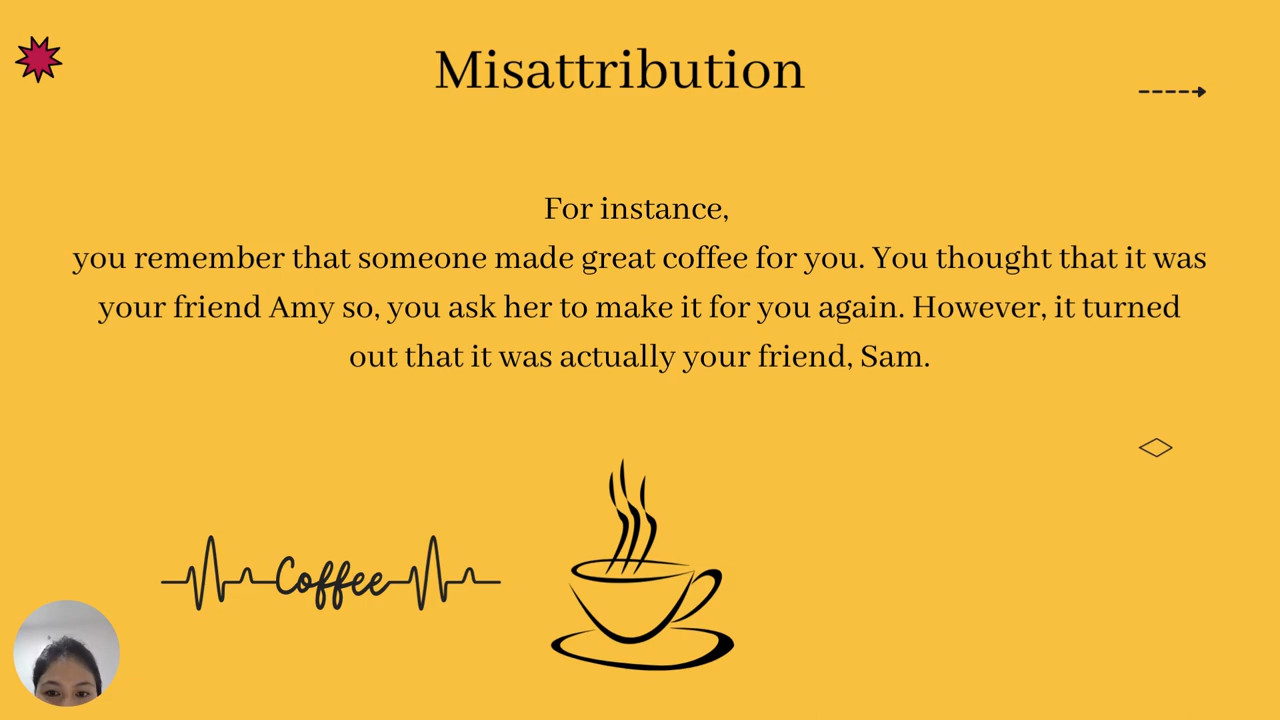 Misattribution
For instance,
you remember that someone made great coffee for you. You thought that it was
your friend Amy so, you ask her to make it for you again. However, it turned
out that it was actually your friend, Sam.
Coffee